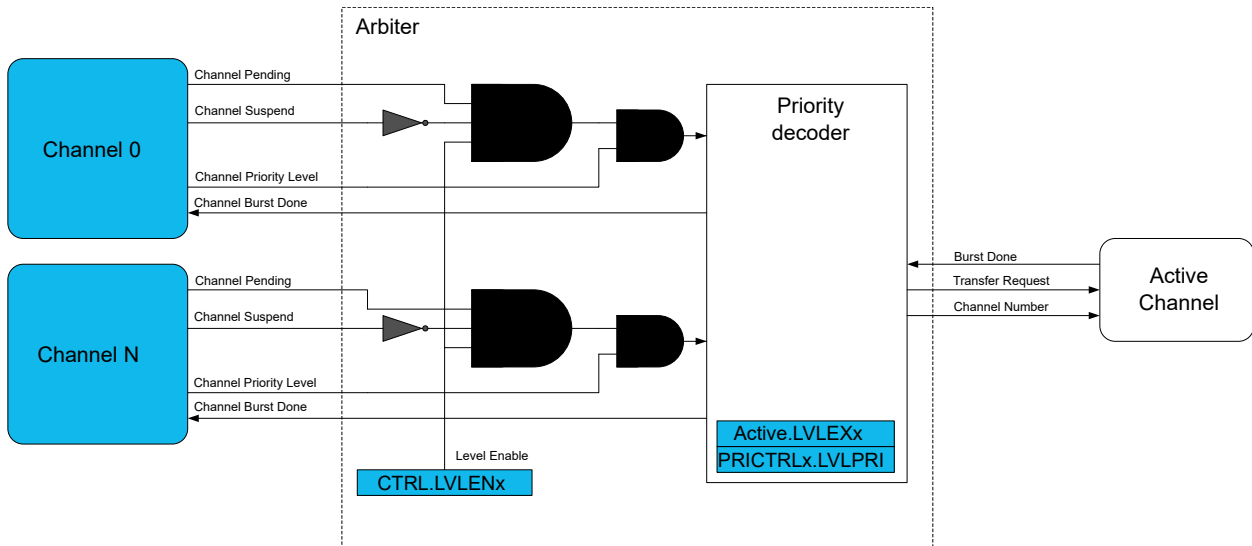 Arbiter
Channel 0
Channel Pending
Channel Suspend
Channel Priority Level
Channel Burst Done
Priority
decoder
Burst Done
Transfer Request
Channel Number
Active
Channel
Channel N
Channel Pending
Channel Suspend
Channel Priority Level
Channel Burst Done
Level Enable
CTRL.LVLENx
Active.LVLEXx
PRICTRLx.LVLPRI